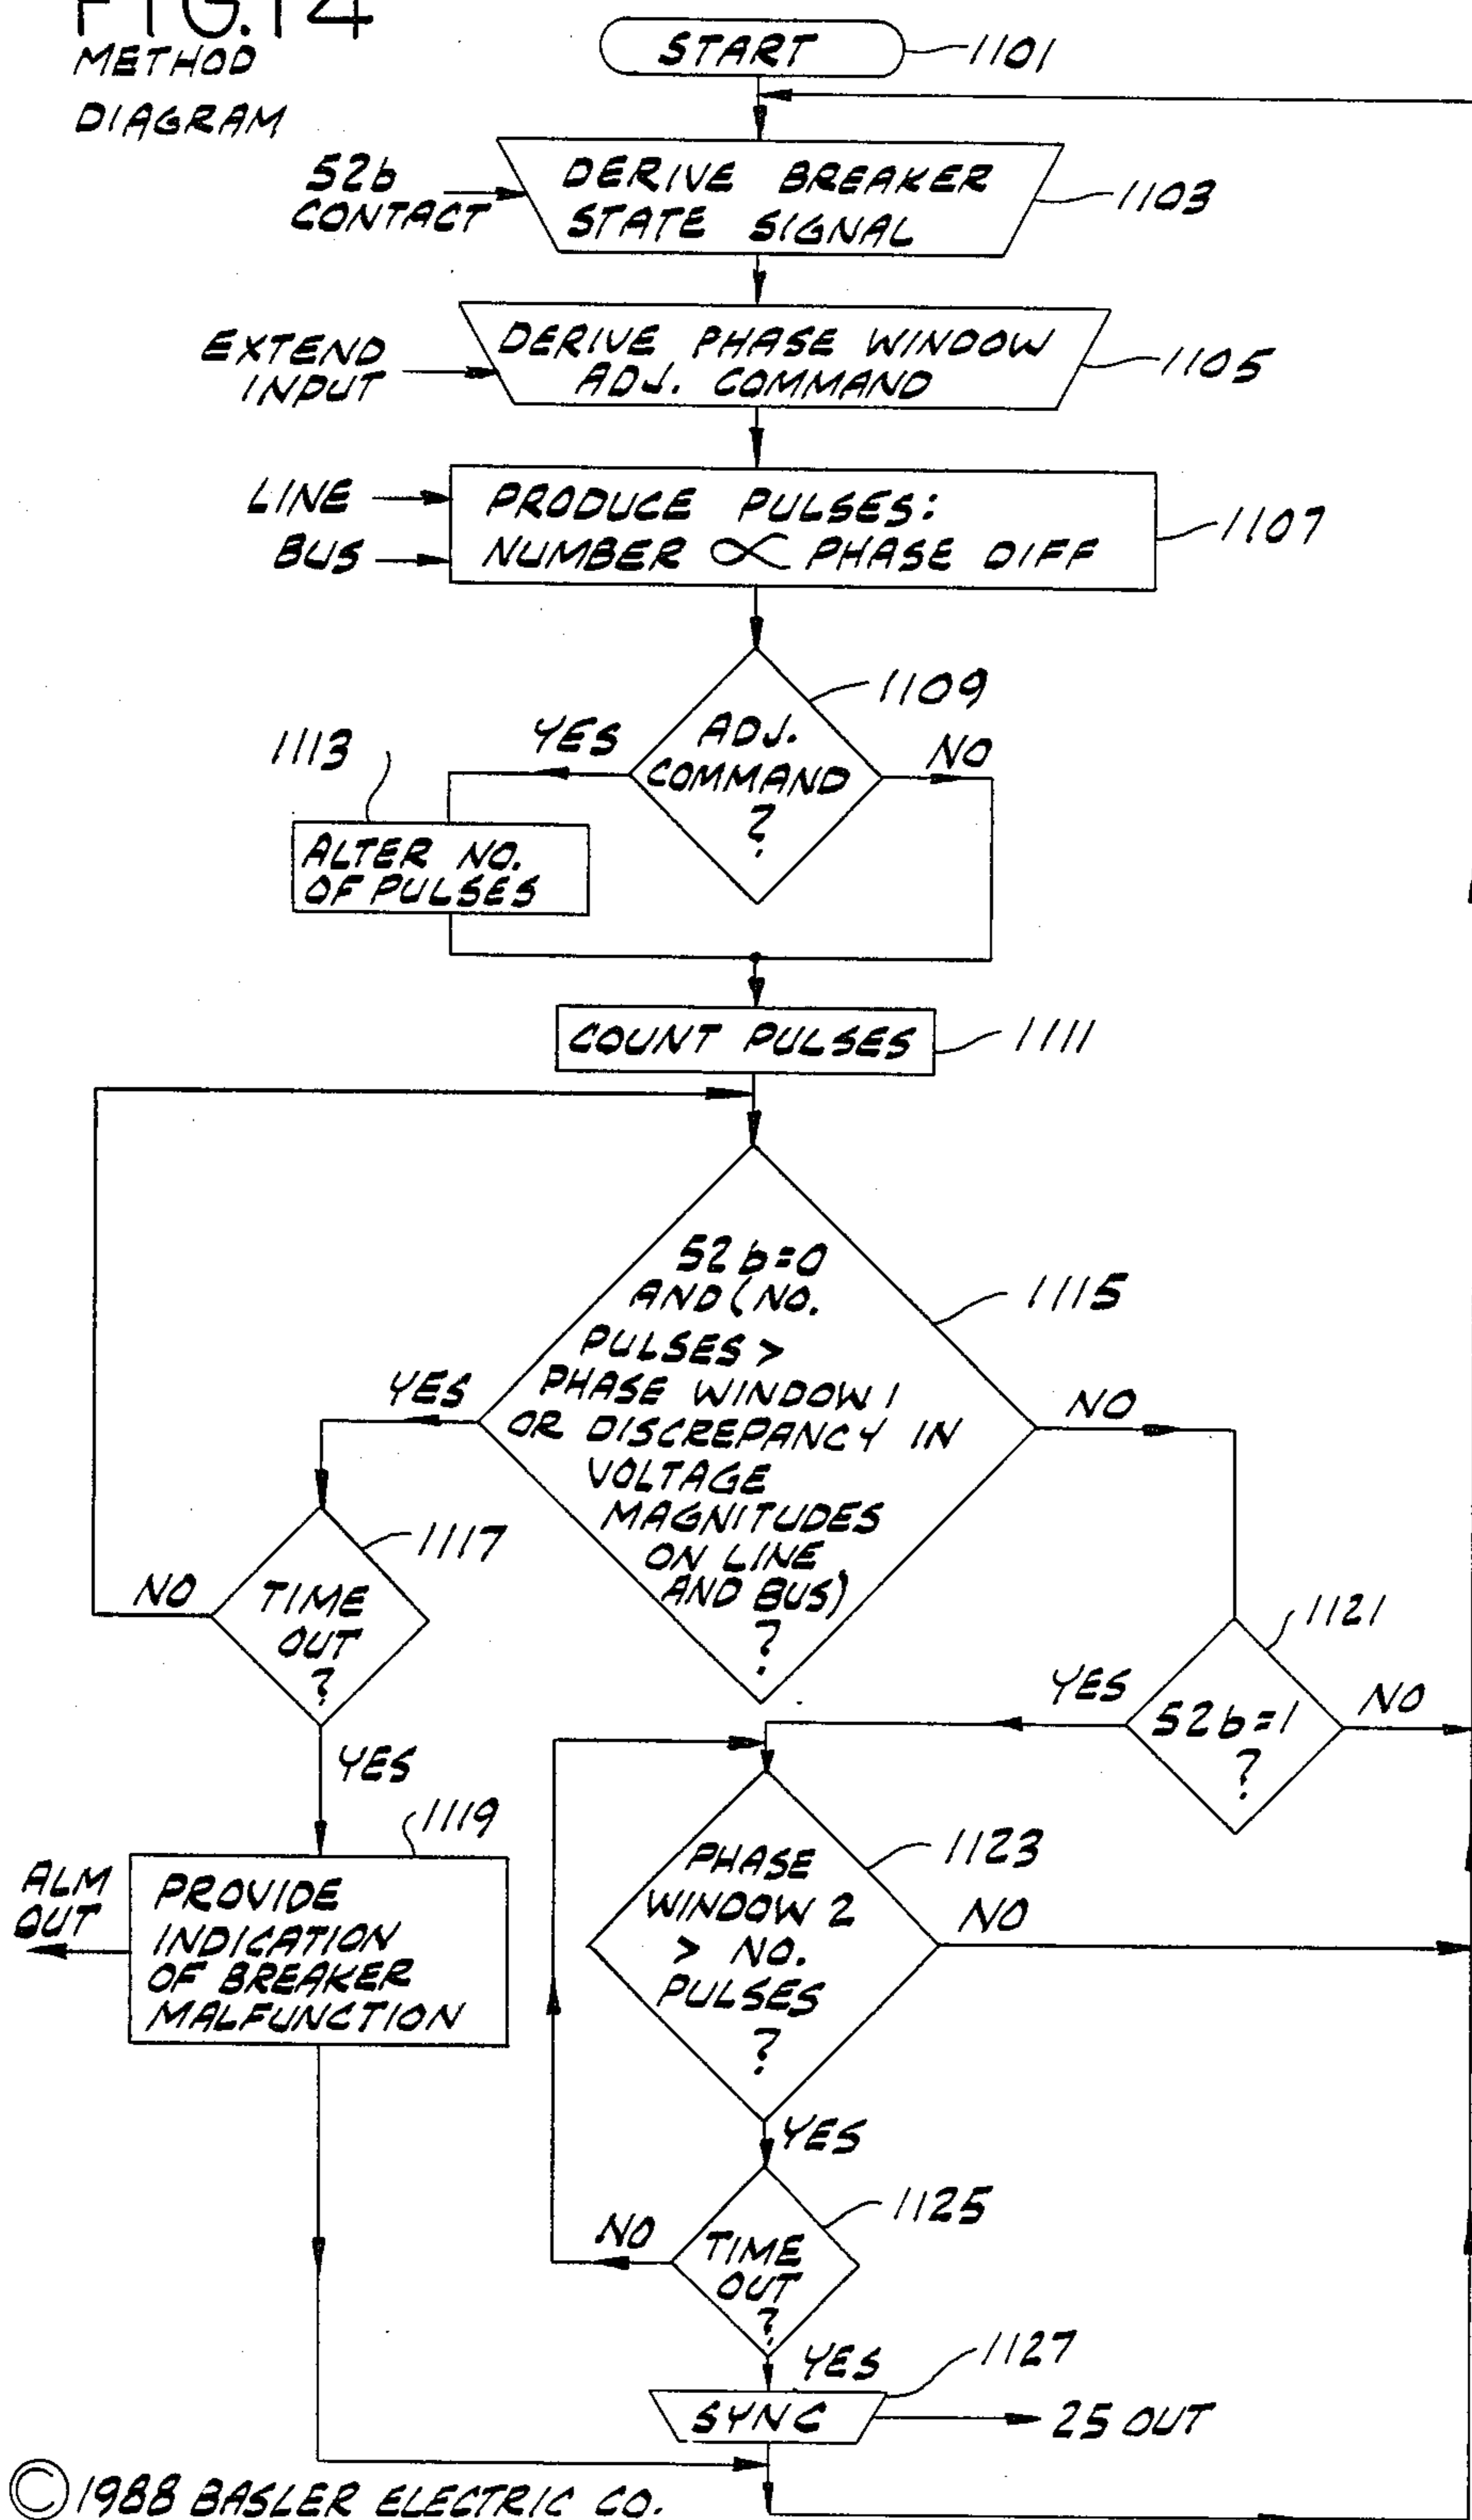 FIG.14
METHOD
DIAGRAM
START
1101
52b
CONTACT
DERIVE BREAKER
STATE SIGNAL
1103
EXTEND
INPUT
DERIVE PHASE WINDOW
ADJ. COMMAND
1105
LINE
BUS
PRODUCE PULSES:
NUMBER ∝ PHASE DIFF
1107
1109
ADJ.
COMMAND
?
YES
NO
1113
ALTER NO.
OF PULSES
COUNT PULSES
1111
52b=0
AND (NO.
PULSES >
PHASE WINDOW 1
OR DISCREPANCY IN
VOLTAGE
MAGNITUDES
ON LINE
AND BUS)
?
1115
YES
NO
1117
TIME
OUT
?
NO
YES
1121
52b=1
?
YES
NO
1119
ALM
OUT
PROVIDE
INDICATION
OF BREAKER
MALFUNCTION
1123
PHASE
WINDOW 2
> NO.
PULSES
?
NO
YES
1125
TIME
OUT
?
NO
YES
1127
SYNC
25 OUT
© 1988 BASLER ELECTRIC CO.